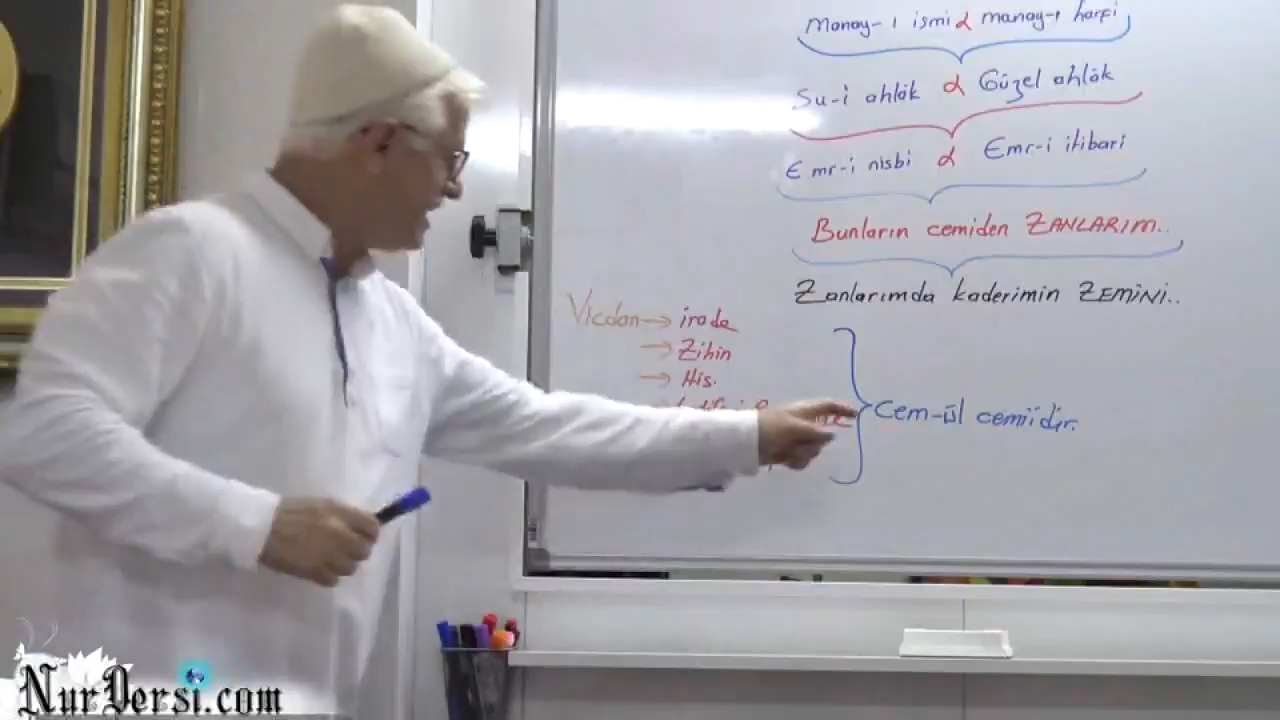 Manay-ı ismi α manay-ı harfi
Su-i ahlâk α Güzel ahlâk
Emr-i nisbi α Emr-i itibari
Bunların cemiden ZANLARIM..
Zanlarımda kaderimin ZEMİNİ..
Vicdan → irade
→ Zihin
→ His.
Cem-ül cemiidir.
NurDersi.com